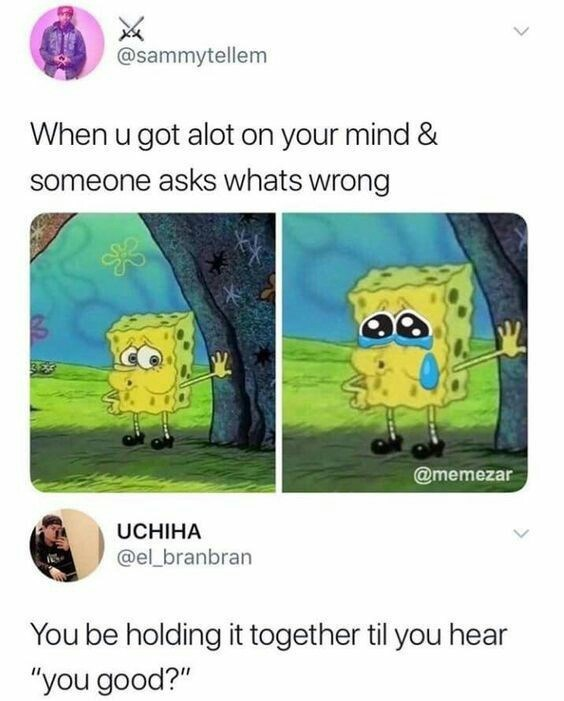 @sammytellem
When u got alot on your mind &
someone asks whats wrong
@memezar
UCHIHA
@el_branbran
You be holding it together til you hear
"you good?"